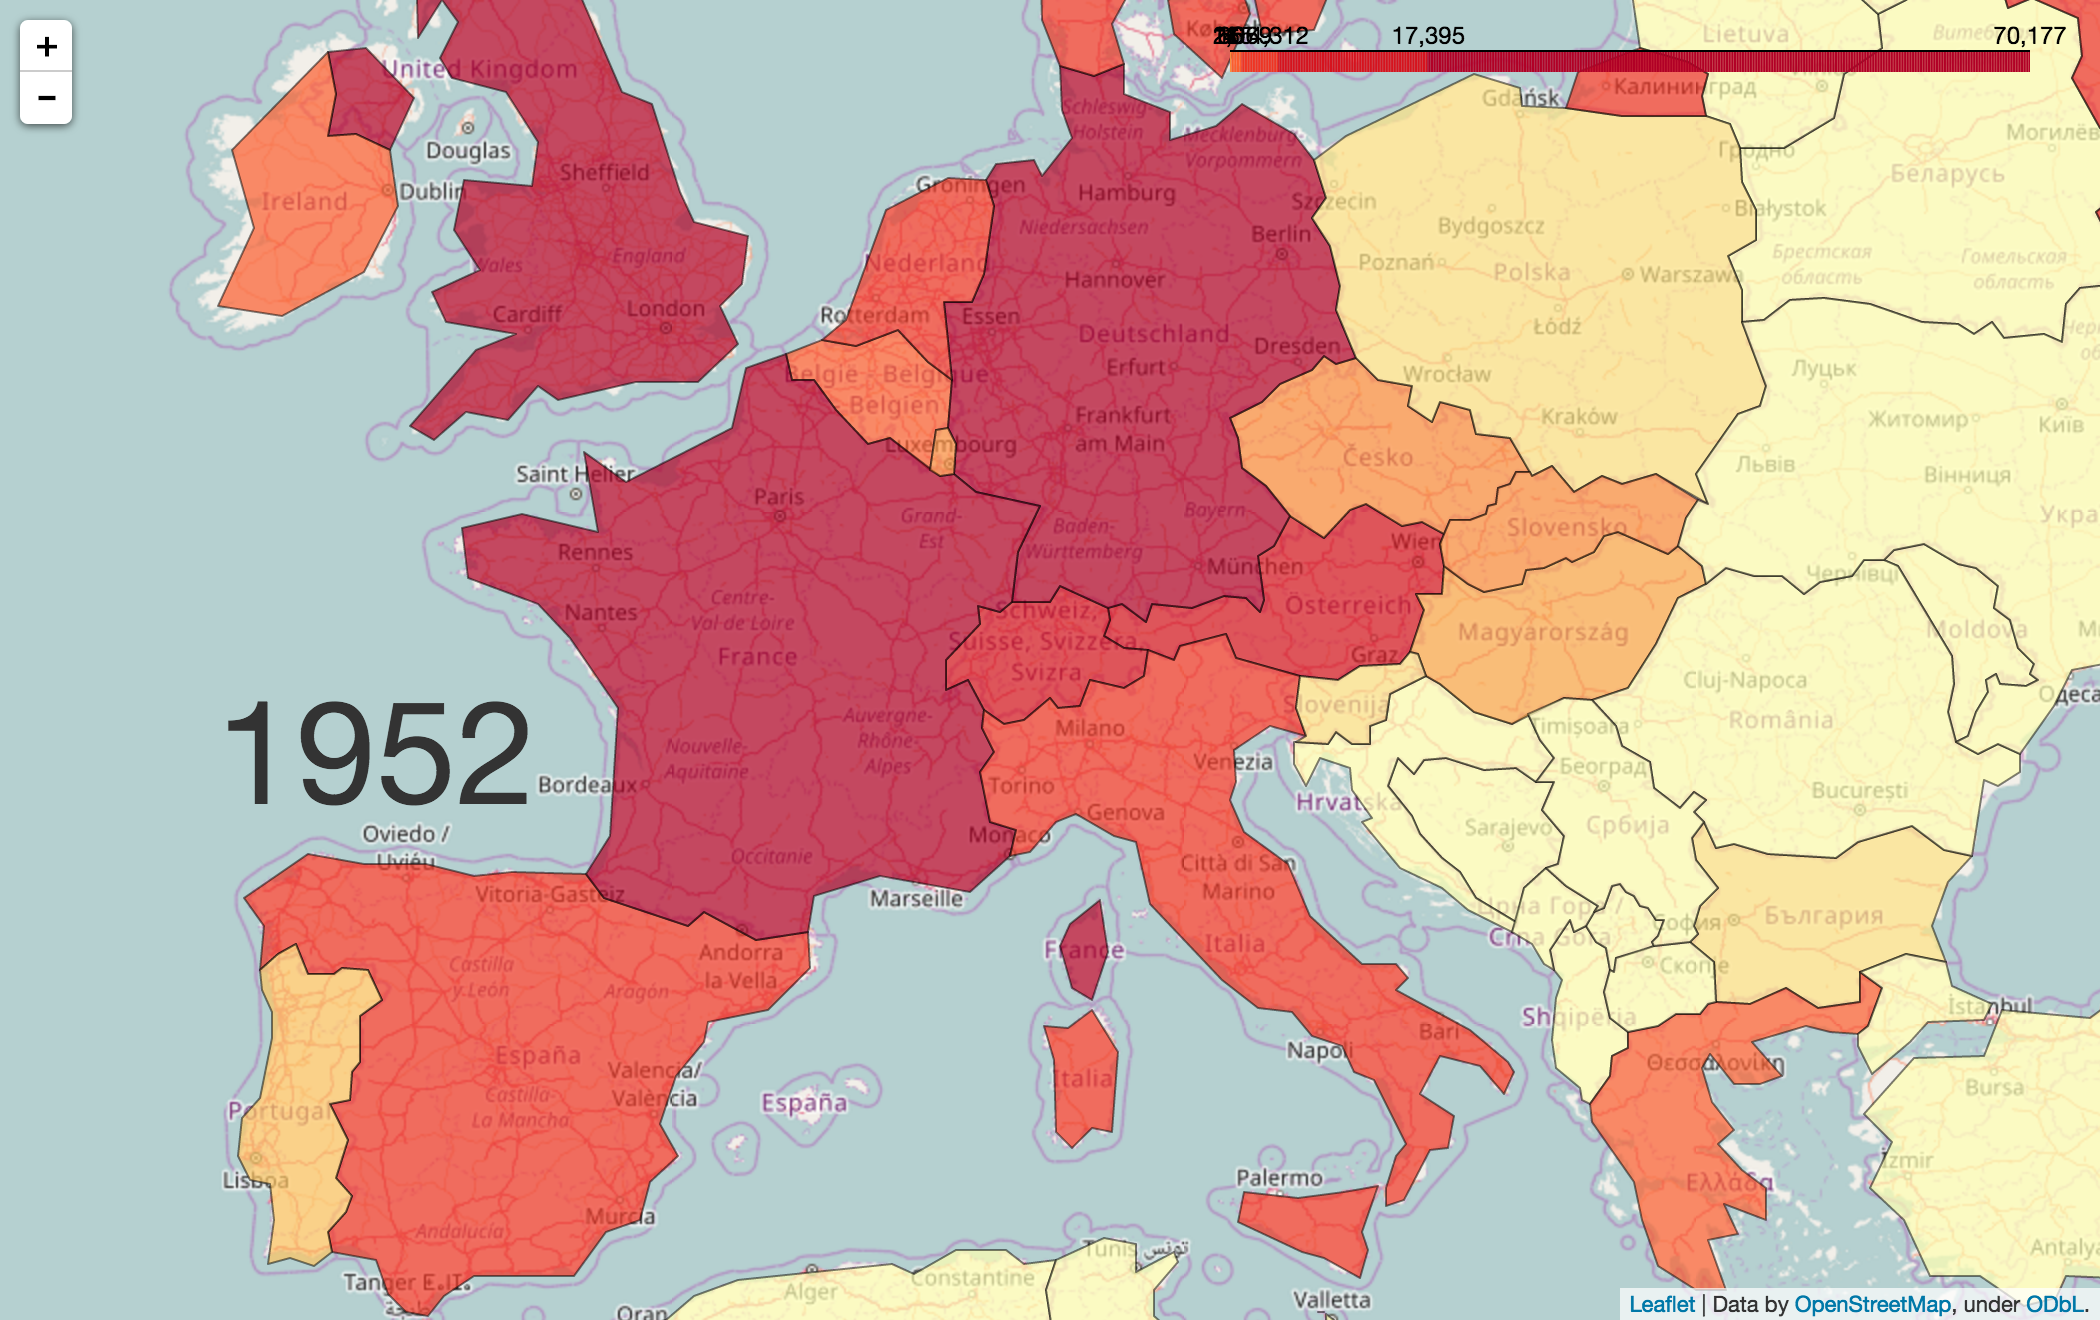 +
−
1952
17,395
70,177
København
Lietuva
Калининград
Gdańsk
United Kingdom
Douglas
Ireland
Dublin
Sheffield
Wales
England
Cardiff
London
Schleswig-
Holstein
Mecklenburg-
Vorpommern
Groningen
Hamburg
Niedersachsen
Szczecin
Bydgoszcz
Berlin
Nederland
Hannover
Poznań
Polska
Warszawa
Гродно
Białystok
Могилёв
Беларусь
Брестская
область
Гомельская
область
Rotterdam
Essen
Deutschland
Łódź
Dresden
Erfurt
Wrocław
België - Belgique
Belgien
Kraków
Луцьк
Житомир
Київ
Frankfurt
am Main
Luxembourg
Česko
Львів
Вінниця
Укра
Saint Helier
Paris
Grand-
Est
Baden-
Württemberg
Bayern
Slovensko
Rennes
München
Wien
Чернівці
Nantes
Centre-
Val de Loire
Schweiz,
Suisse, Svizzera,
Svizra
Österreich
Graz
Magyarország
Moldova
France
Cluj-Napoca
România
Одеса
Slovenija
Auvergne-
Rhône-
Alpes
Nouvelle-
Aquitaine
Milano
Timișoara
Venezia
Београд
Bordeaux
Torino
Genova
Hrvatska
București
Oviedo /
Uviéu
Monaco
Sarajevo
Србија
Occitanie
Città di San
Marino
Vitoria-Gasteiz
Marseille
Црна Гора /
Crna Gora
София
България
Andorra
la Vella
France
Italia
Скопје
Castilla
y León
Aragón
İstanbul
Shqipëria
España
Bari
Napoli
Θεσσαλονίκη
Valencia/
València
Italia
Bursa
Castilla-
La Mancha
España
Portugal
Lisboa
Palermo
İzmir
Ελλάδα
Murcia
Andalucía
Antalya
Tunis تونس
Constantine
Alger
Valletta
Oran
Leaflet | Data by OpenStreetMap, under ODbL.